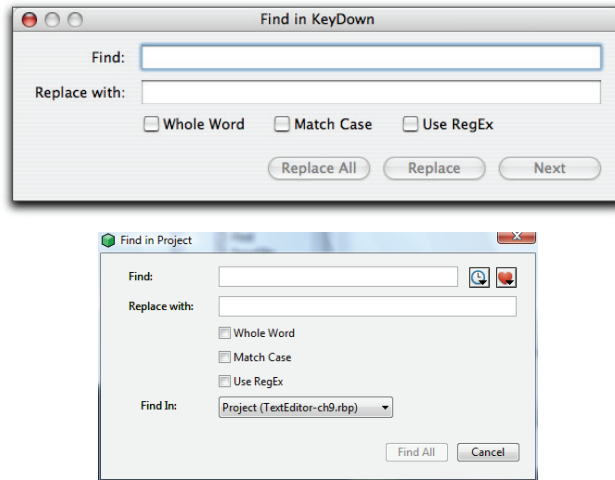 Find in KeyDown
Find:
Replace with:
Whole Word Match Case Use RegEx
Replace All Replace Next
Find in Project
Find:
Replace with:
Whole Word
Match Case
Use RegEx
Find In: Project (TextEditor-ch9.rbp)
Find All Cancel